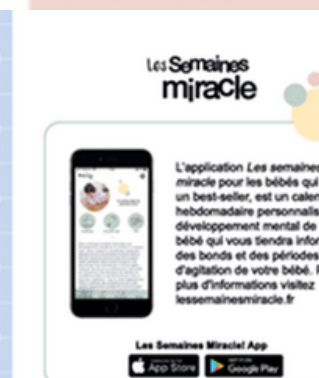 Les Semaines
miracle
L'application Les semaines
miracle pour les bébés qui
un best-seller, est un calen
hebdomadaire personnalis
développement mental de
bébé qui vous tiendra infor
des bonds et des périodes
d'agitation de votre bébé. P
plus d'informations visitez
lessemainesmiracle.fr
Les Semaines Miracle! App
App Store
Google Play